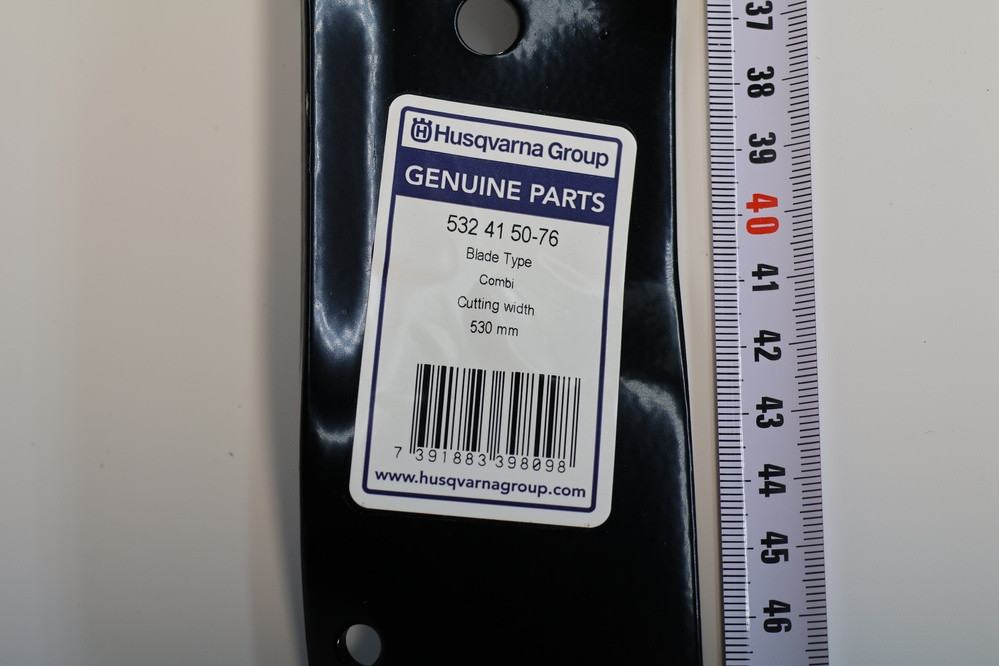 Husqvarna Group
GENUINE PARTS
532 41 50-76
Blade Type
Combi
Cutting width
530 mm
7 391883 398098
www.husqvarnagroup.com
37
38
39
40
41
42
43
44
45
46